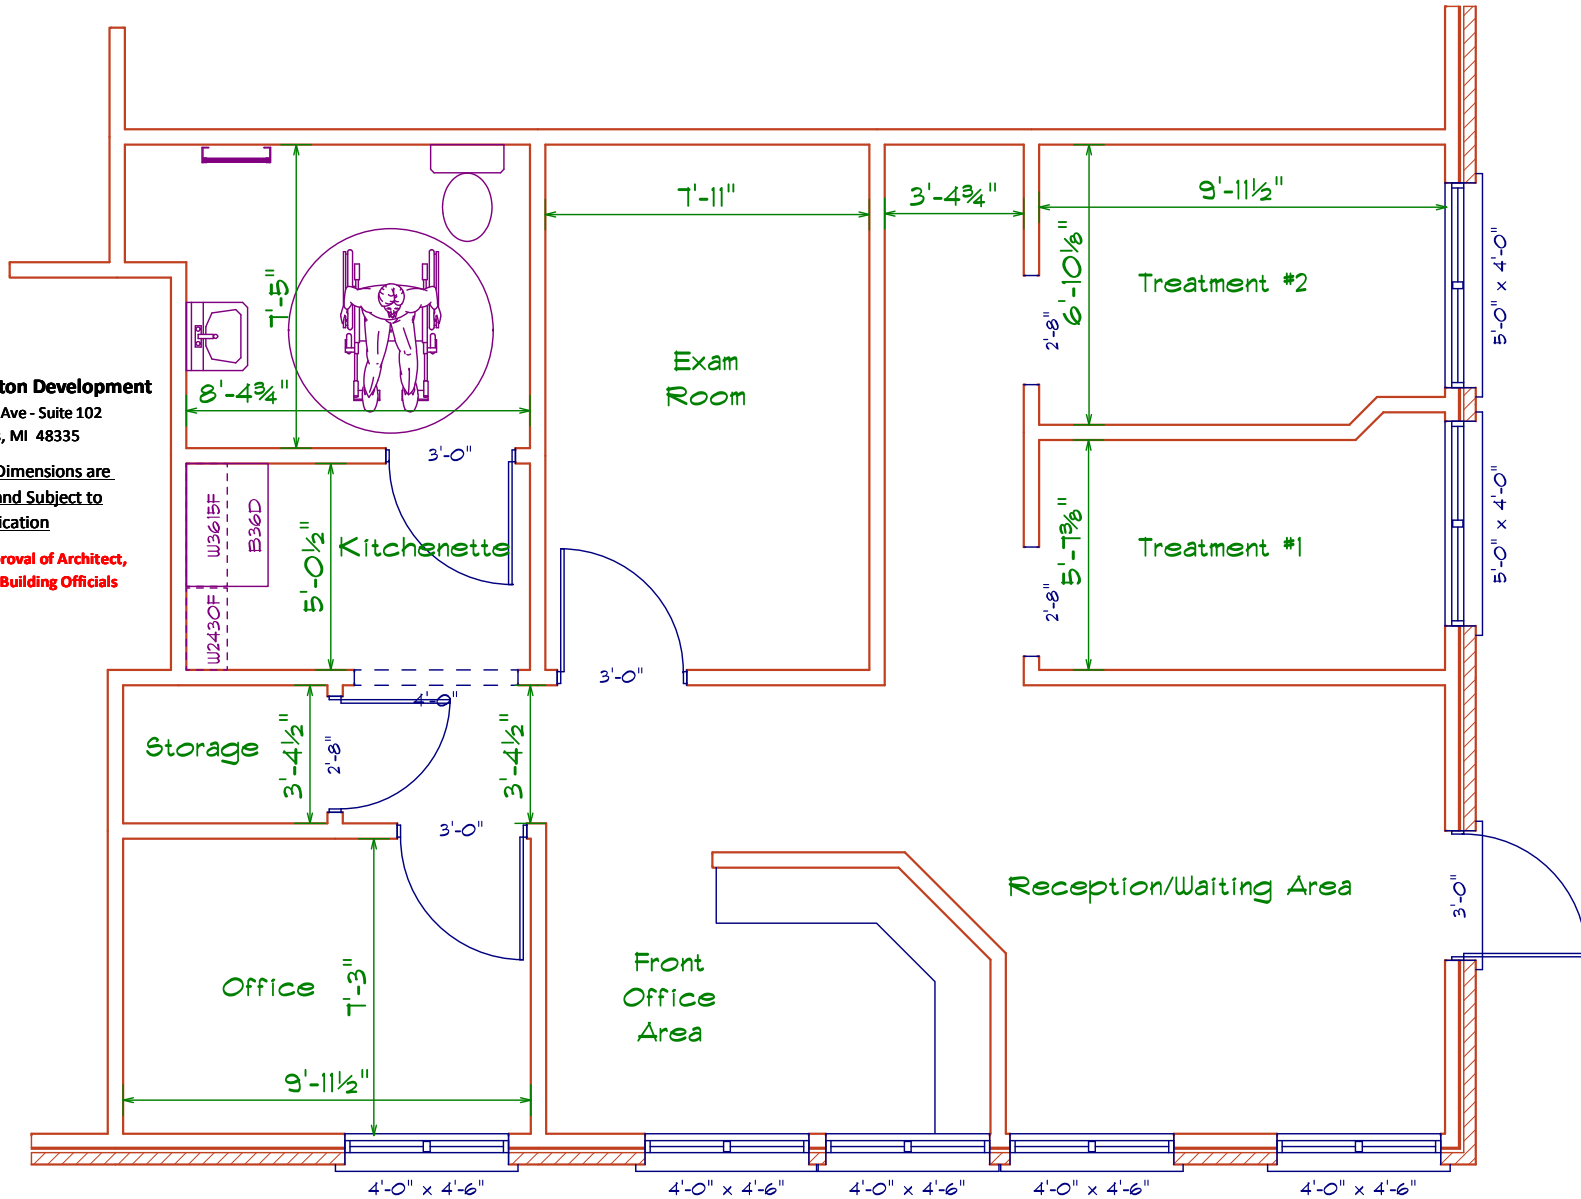 7'-11"
3'-4¾"
9'-11½"
7'-5"
6'-10⅛"
5'-0" x 4'-0"
Treatment #2
2'-8"
Exam
Room
ton Development
8'-4¾"
Ave - Suite 102
, MI 48335
3'-0"
Dimensions are
and Subject to
ication
roval of Architect,
Building Officials
W3615F
B36D
W2430F
5'-0½"
Kitchenette
5'-7⅜"
5'-0" x 4'-0"
Treatment #1
2'-8"
3'-0"
4'-0"
Storage
3'-4½"
2'-8"
3'-4½"
3'-0"
Reception/Waiting Area
3'-0"
Office
7'-3"
Front
Office
Area
9'-11½"
4'-0" x 4'-6"
4'-0" x 4'-6"
4'-0" x 4'-6"
4'-0" x 4'-6"
4'-0" x 4'-6"